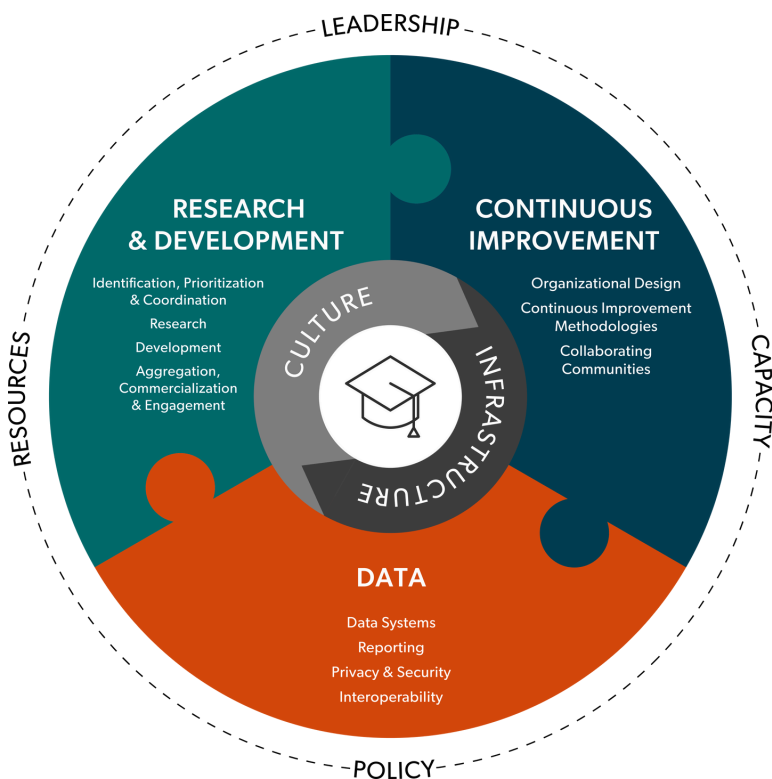 LEADERSHIP
RESEARCH
& DEVELOPMENT
Identification, Prioritization
& Coordination
Research
Development
Aggregation,
Commercialization
& Engagement
CONTINUOUS
IMPROVEMENT
Organizational Design
Continuous Improvement
Methodologies
Collaborating
Communities
CULTURE
INFRASTRUCTURE
RESOURCES
CAPACITY
DATA
Data Systems
Reporting
Privacy & Security
Interoperability
POLICY